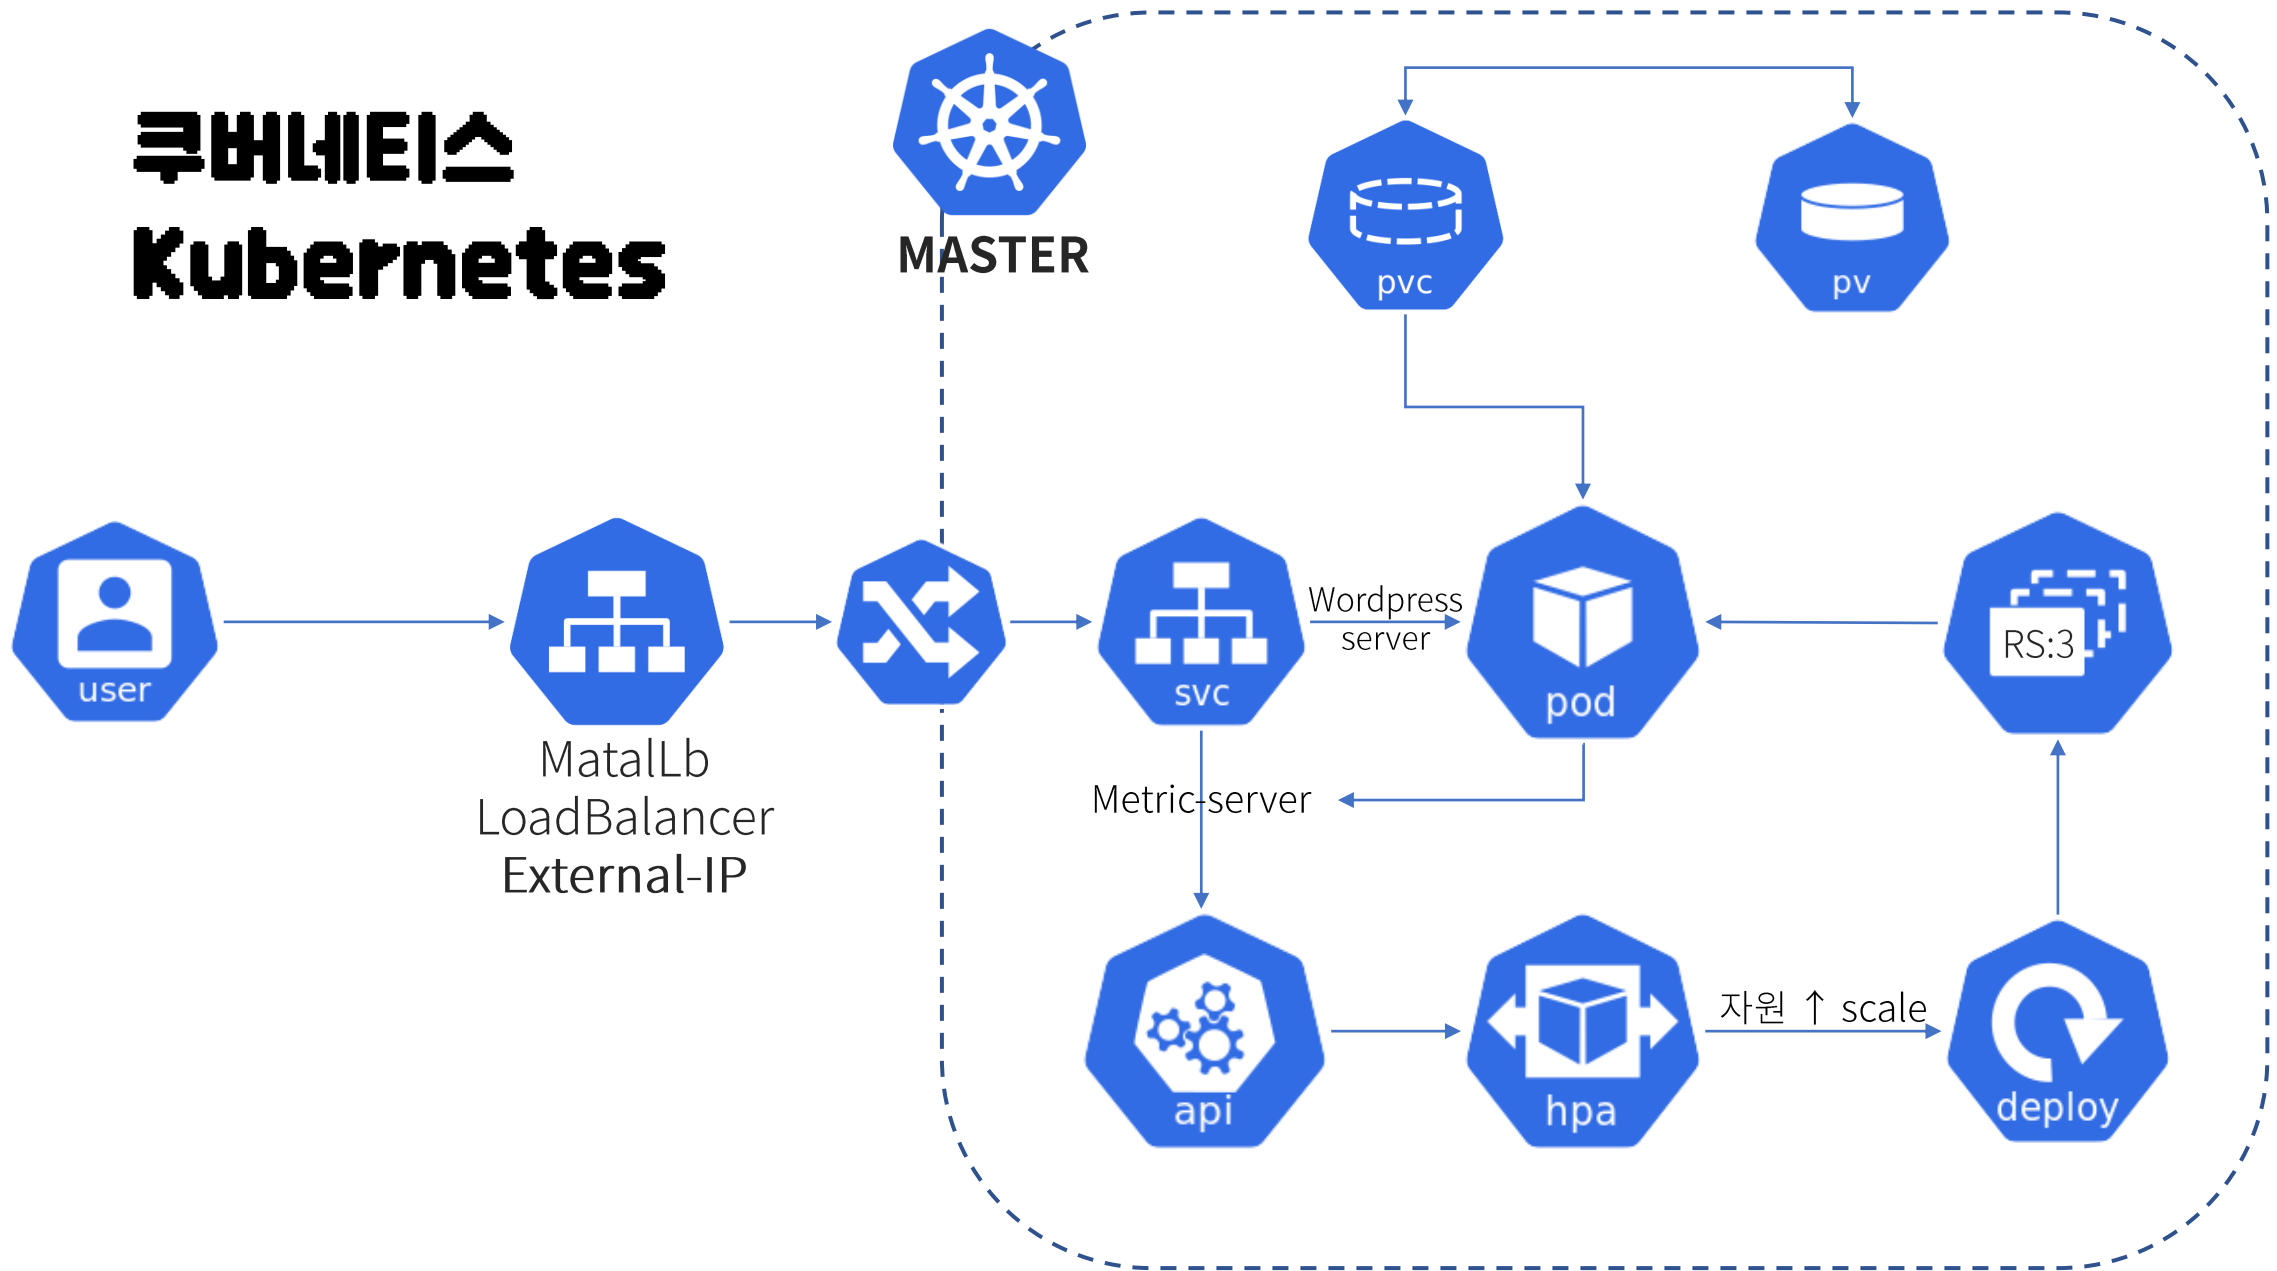 쿠버네티스
Kubernetes
MASTER
pvc
pv
user
MatalLb
LoadBalancer
External-IP
svc
Wordpress
server
pod
RS:3
Metric-server
api
hpa
자원 ↑ scale
deploy